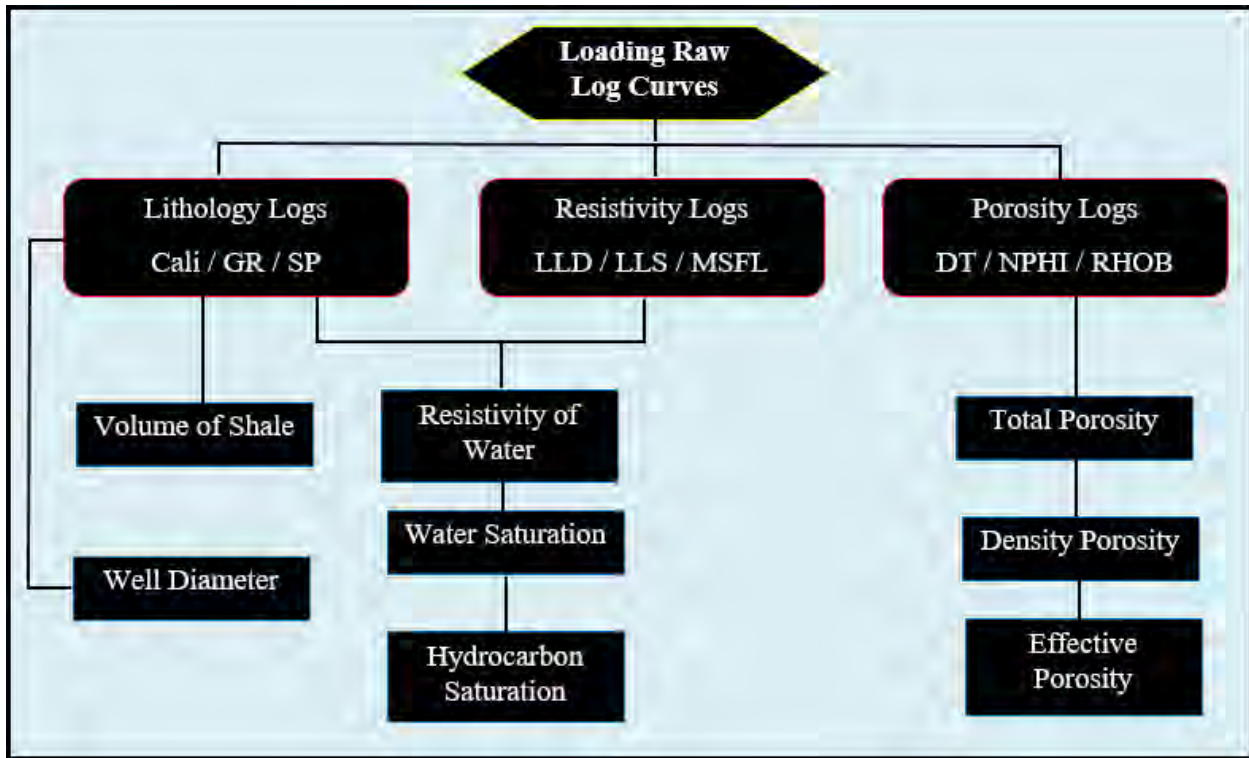 Loading Raw
Log Curves
Lithology Logs
Cali / GR / SP
Resistivity Logs
LLD / LLS / MSFL
Porosity Logs
DT / NPHI / RHOB
Volume of Shale
Resistivity of
Water
Total Porosity
Water Saturation
Density Porosity
Well Diameter
Hydrocarbon
Saturation
Effective
Porosity